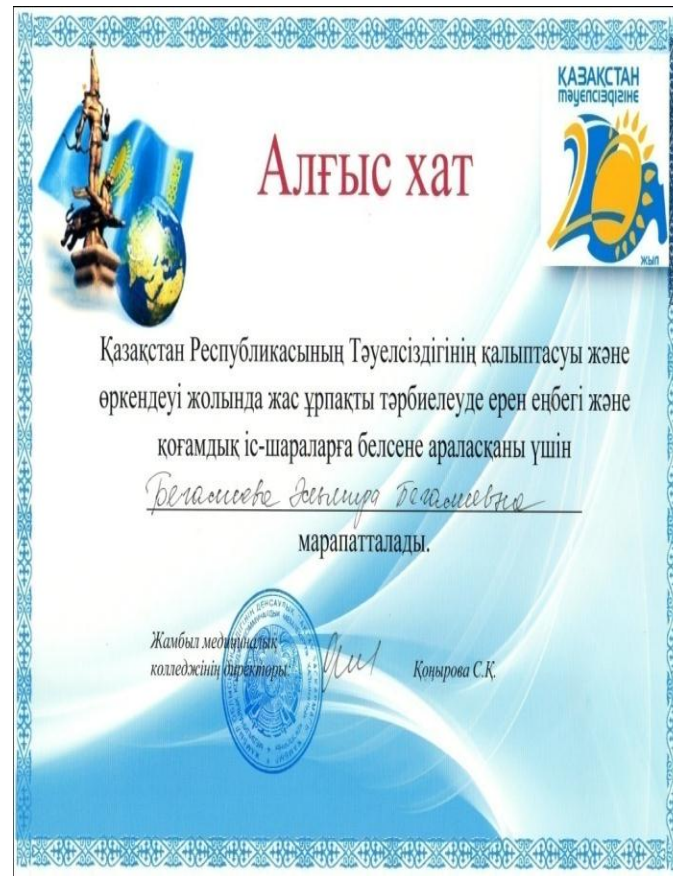 ҚАЗАҚСТАН
тәуелсіздігіне
20
жыл
Алғыс хат
Қазақстан Республикасының Тәуелсіздігінің қалыптасуы және
өркендеуі жолында жас ұрпақты тәрбиелеуде ерен еңбегі және
қоғамдық іс-шараларға белсене араласқаны үшін
Бегалиевна
марапатталады.
Жамбыл медициналық
колледжінің директоры:
Қоңырова С.Қ.